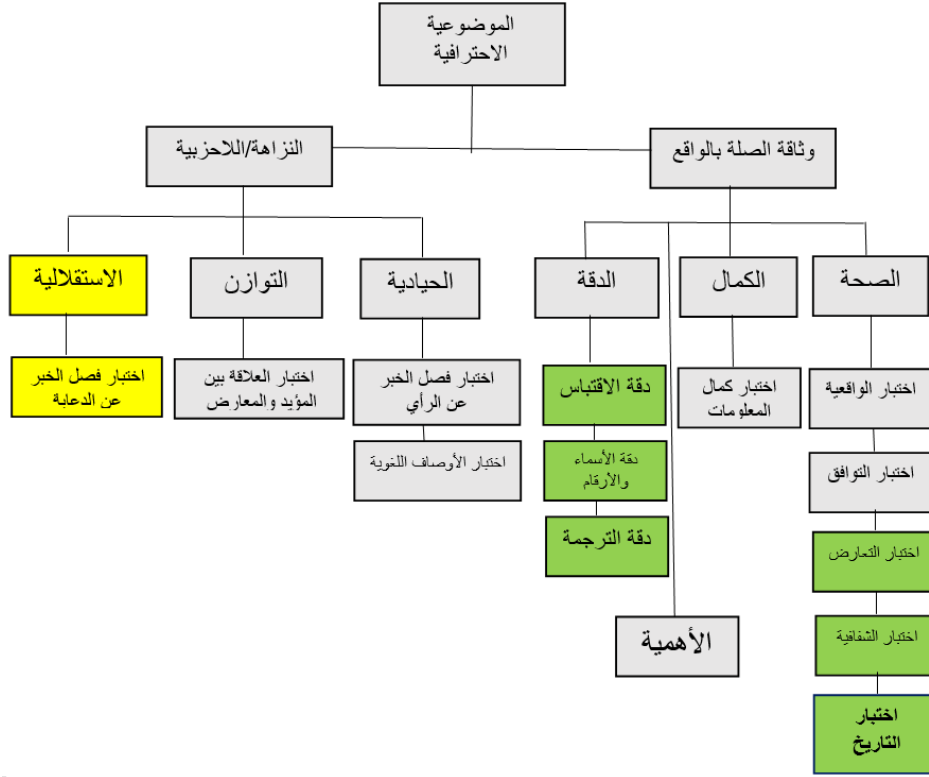 الموضوعية
الاحترافية
وثاقة الصلة بالواقع
النزاهة/اللاحزبية
الصحة
الكمال
الدقة
الحيادية
التوازن
الاستقلالية
اختبار الواقعية
اختبار كمال
المعلومات
دقة الاقتباس
اختبار فصل الخبر
عن الرأي
اختبار العلاقة بين
المؤيد والمعارض
اختبار فصل الخبر
عن الدعاية
اختبار التوافق
دقة الأسماء
والأرقام
اختبار الأوصاف اللغوية
اختبار التعارض
دقة الترجمة
اختبار الشفافية
الأهمية
اختبار
التاريخ